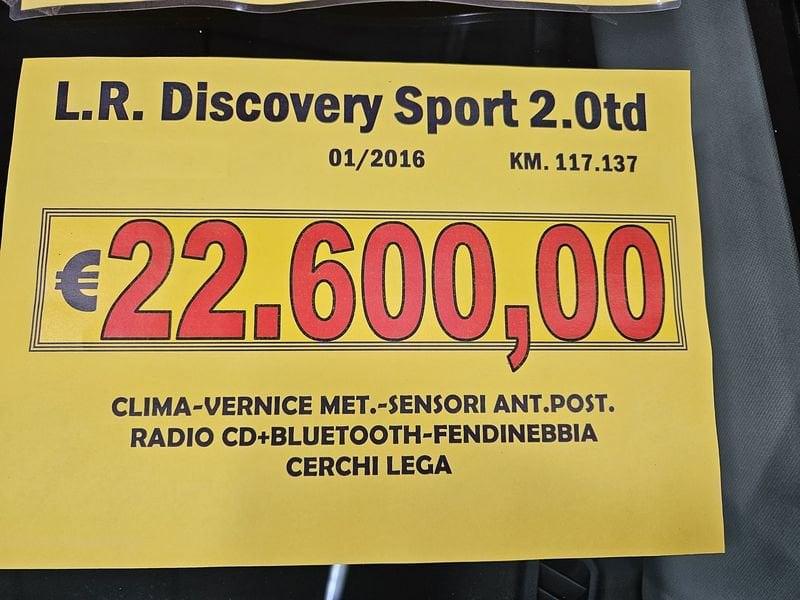 L.R. Discovery Sport 2.0td
01/2016 KM. 117.137
€22.600,00
CLIMA-VERNICE MET.-SENSORI ANT.POST.
RADIO CD+BLUETOOTH-FENDINEBBIA
CERCHI LEGA